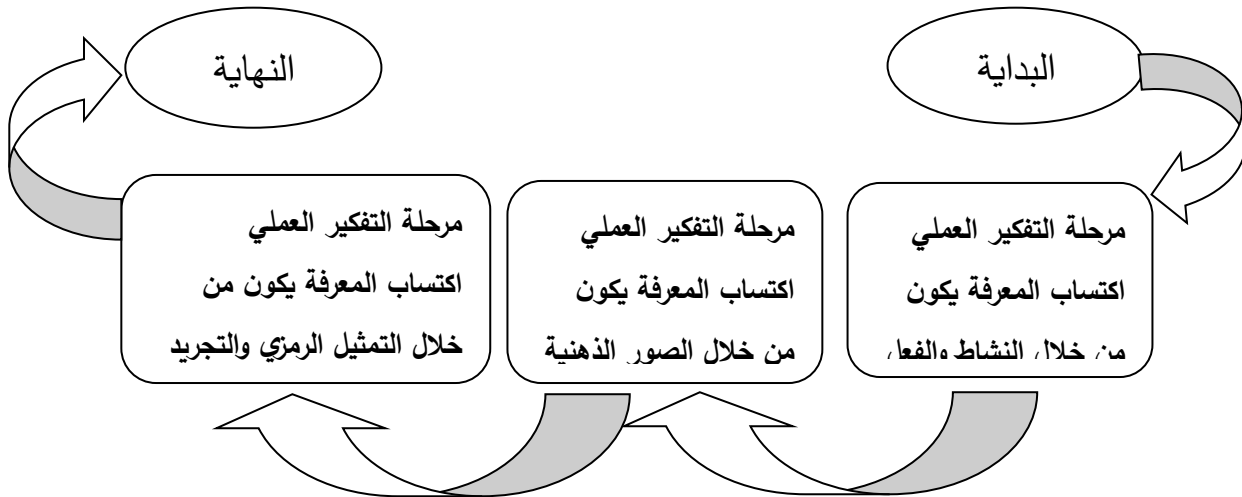 البداية
النهاية
مرحلة التفكير العملي
اكتساب المعرفة يكون
من خلال النشاط والفعل
مرحلة التفكير العملي
اكتساب المعرفة يكون
من خلال الصور الذهنية
مرحلة التفكير العملي
اكتساب المعرفة يكون من
خلال التمثيل الرمزي والتجريد